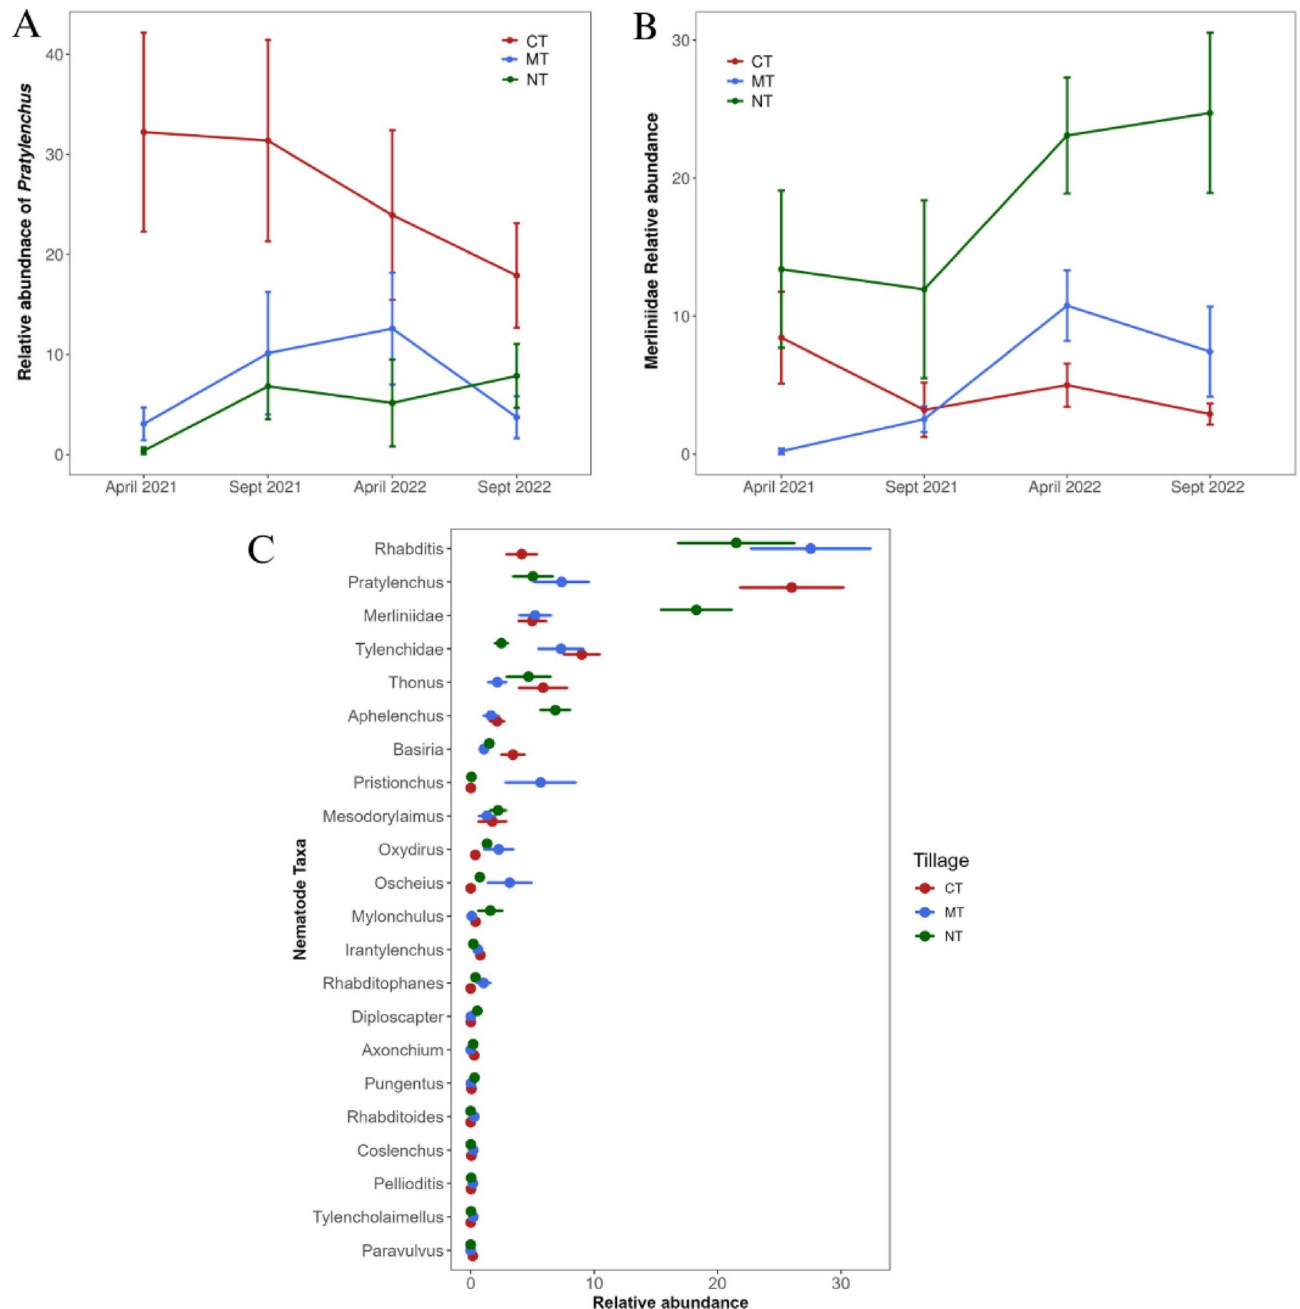 A
Relative abundnace of Pratylenchus
40
30
20
10
0
CT
MT
NT
April 2021 Sept 2021 April 2022 Sept 2022
B
Merliniidae Relative abundance
30
20
10
0
CT
MT
NT
April 2021 Sept 2021 April 2022 Sept 2022
C
Nematode Taxa
Rhabditis
Pratylenchus
Merliniidae
Tylenchidae
Thonus
Aphelenchus
Basiria
Pristionchus
Mesodorylaimus
Oxydirus
Oscheius
Mylonchulus
Irantylenchus
Rhabditophanes
Diploscapter
Axonchium
Pungentus
Rhabditoides
Coslenchus
Pellioditis
Tylencholaimellus
Paravulvus
0 10 20 30
Relative abundance
Tillage
CT
MT
NT